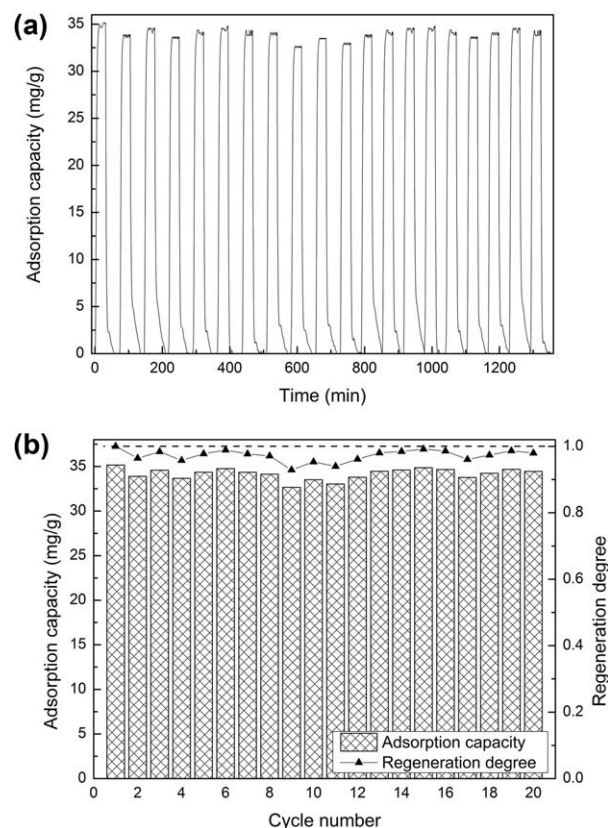 (a)
35
30
25
20
15
10
5
0
Adsorption capacity (mg/g)
0 200 400 600 800 1000 1200
Time (min)
(b)
35
30
25
20
15
10
5
0
Adsorption capacity (mg/g)
1.0
0.8
0.6
0.4
0.2
0.0
Regeneration degree
Adsorption capacity
Regeneration degree
0 2 4 6 8 10 12 14 16 18 20
Cycle number